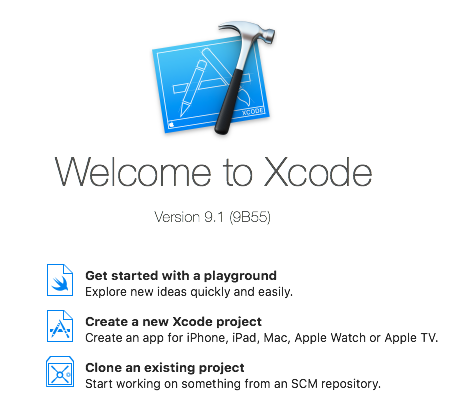 XCODE
Welcome to Xcode
Version 9.1 (9B55)
Get started with a playground
Explore new ideas quickly and easily.
Create a new Xcode project
Create an app for iPhone, iPad, Mac, Apple Watch or Apple TV.
Clone an existing project
Start working on something from an SCM repository.